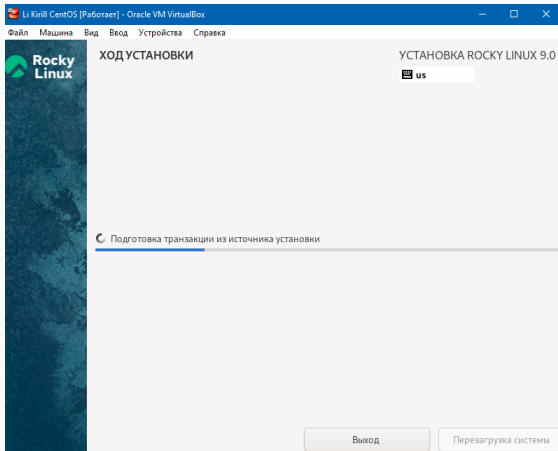 Li Kirill CentOS [Работает] - Oracle VM VirtualBox
Файл Машина Вид Ввод Устройства Справка
Rocky
Linux
ХОД УСТАНОВКИ
УСТАНОВКА ROCKY LINUX 9.0
us
Подготовка транзакции из источника установки
Выход
Перезагрузка системы